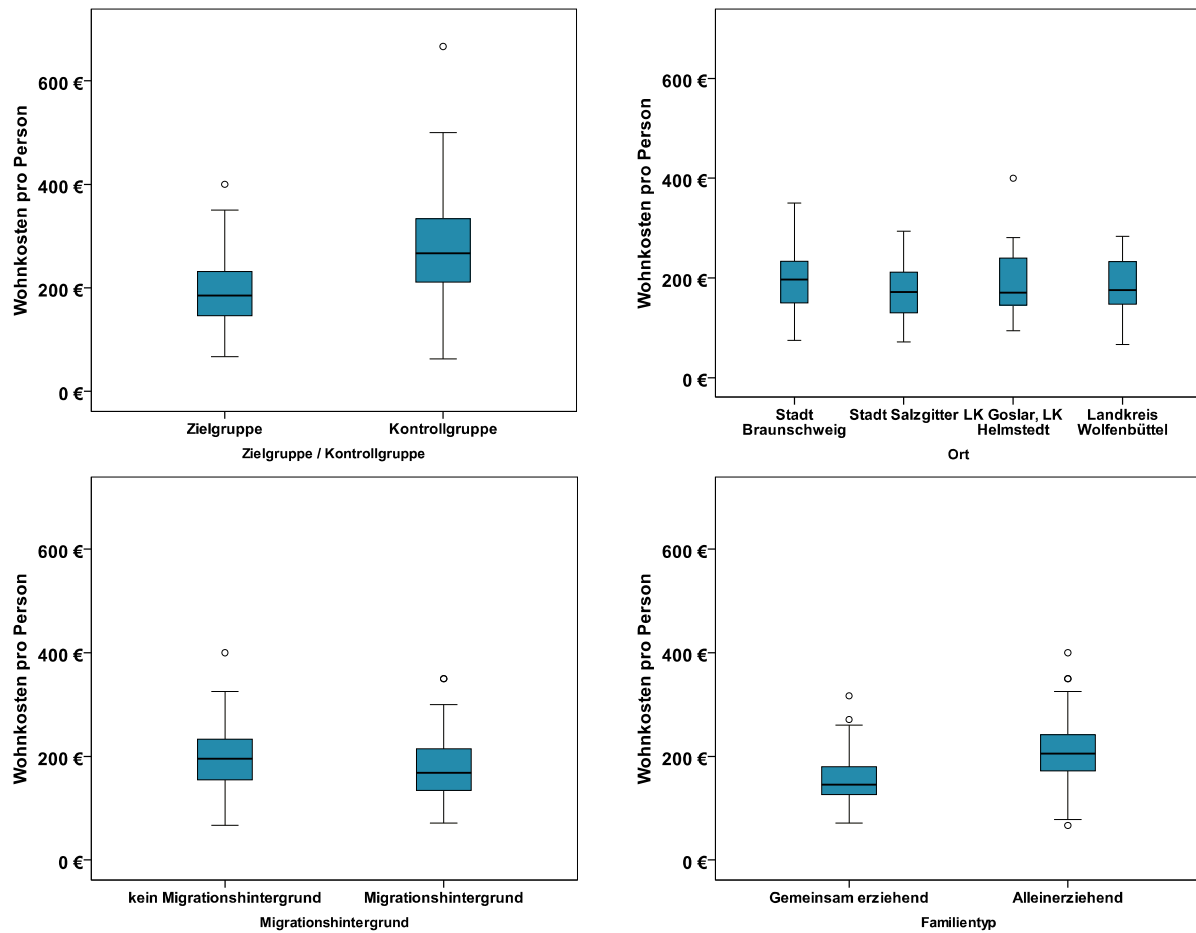 Wohnkosten pro Person
600 €
400 €
200 €
0 €
Zielgruppe
Kontrollgruppe
Zielgruppe / Kontrollgruppe
Wohnkosten pro Person
600 €
400 €
200 €
0 €
Stadt
Braunschweig
Stadt Salzgitter
LK Goslar, LK
Helmstedt
Landkreis
Wolfenbüttel
Ort
Wohnkosten pro Person
600 €
400 €
200 €
0 €
kein Migrationshintergrund
Migrationshintergrund
Migrationshintergrund
Wohnkosten pro Person
600 €
400 €
200 €
0 €
Gemeinsam erziehend
Alleinerziehend
Familientyp